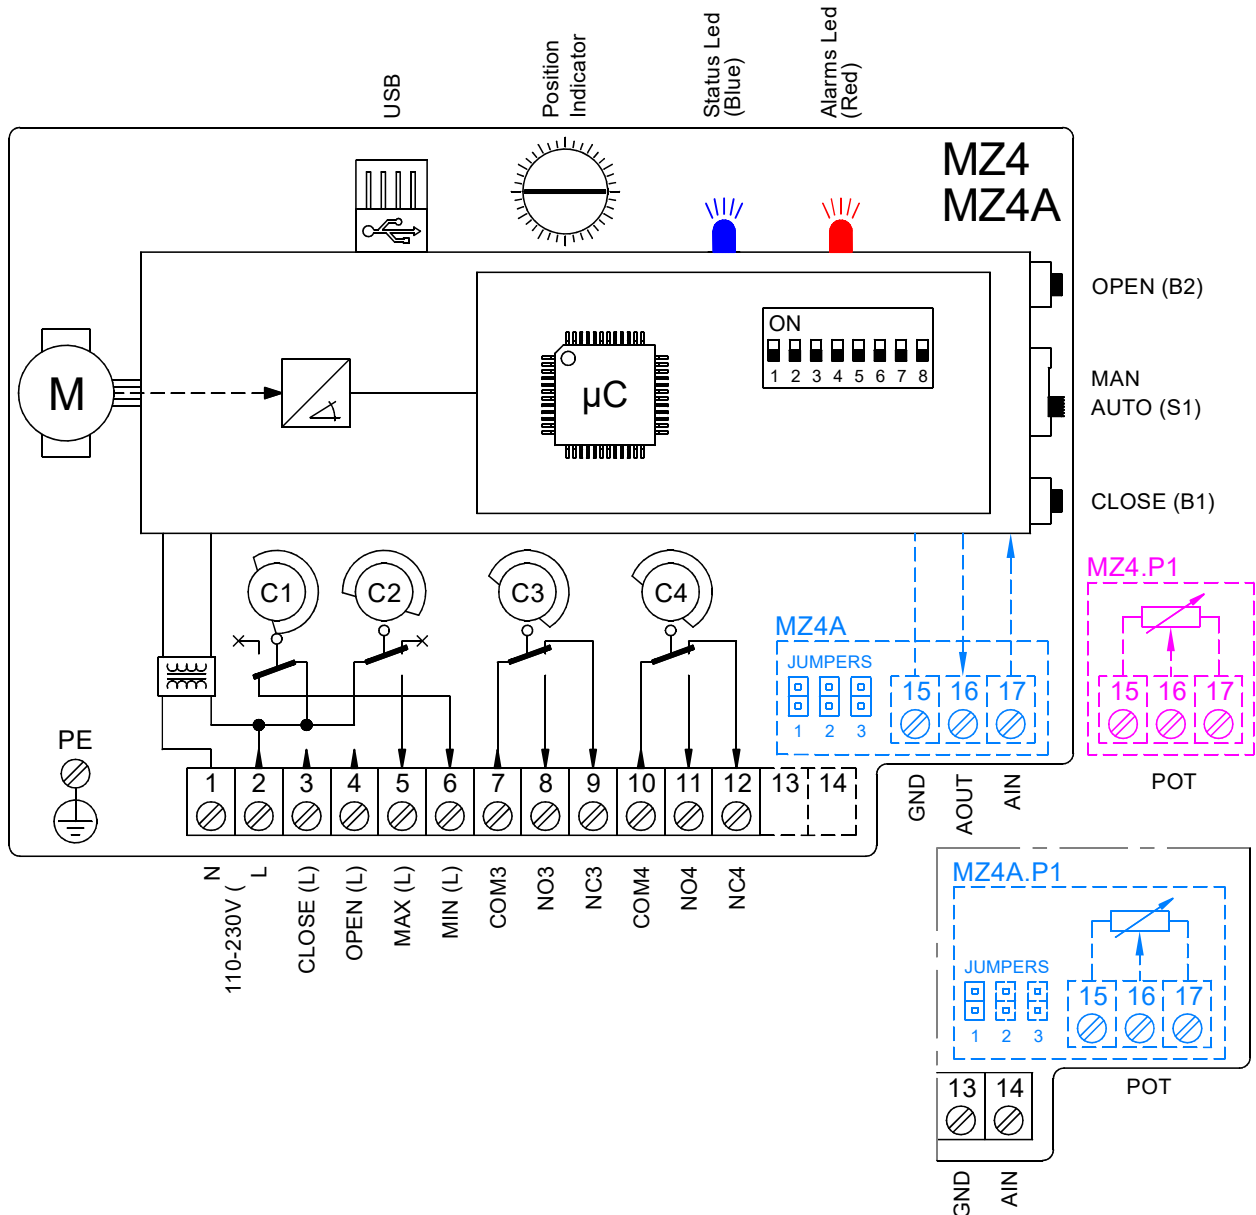 USB
Position
Indicator
Status Led
(Blue)
Alarms Led
(Red)
MZ4
MZ4A
OPEN (B2)
ON
1 2 3 4 5 6 7 8
M
µC
MAN
AUTO (S1)
CLOSE (B1)
C1 C2 C3 C4
MZ4.P1
15 16 17
POT
MZ4A
JUMPERS
1 2 3
15 16 17
GND
AOUT
AIN
PE
1 2 3 4 5 6 7 8 9 10 11 12 13 14
N
110-230V (
L
CLOSE (L)
OPEN (L)
MAX (L)
MIN (L)
COM3
NO3
NC3
COM4
NO4
NC4
MZ4A.P1
JUMPERS
1 2 3
15 16 17
POT
13 14
GND
AIN